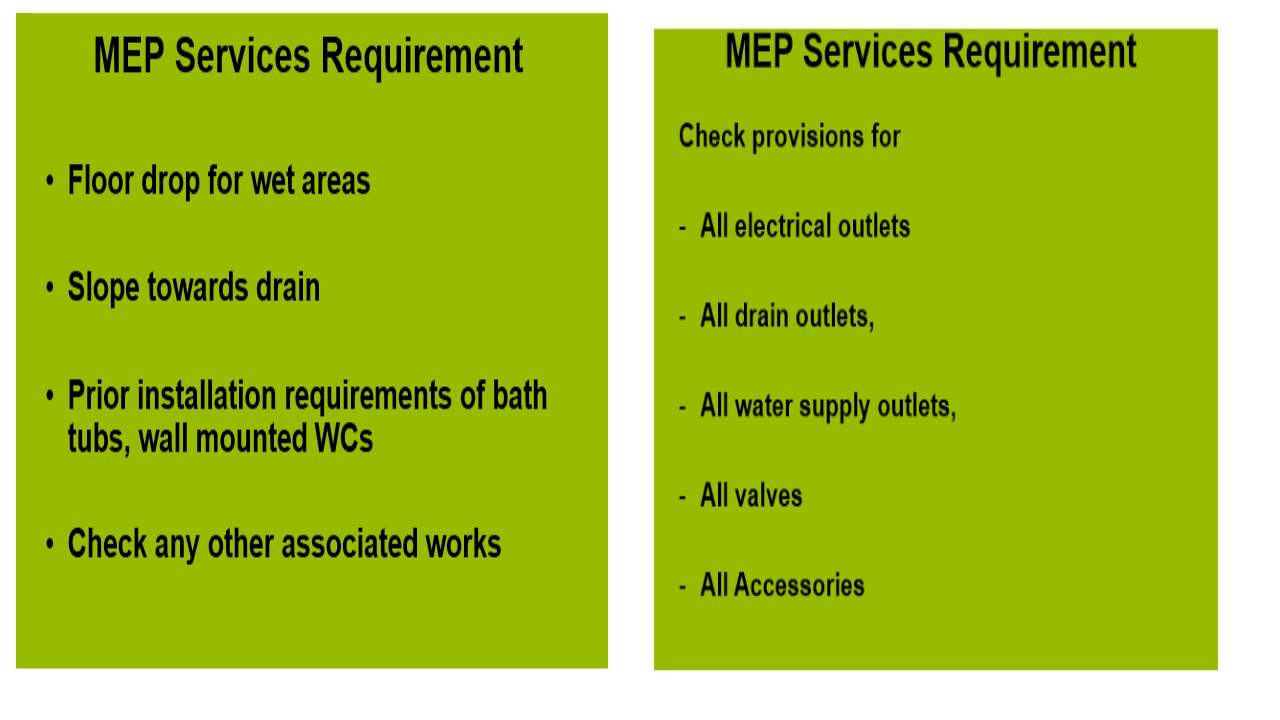 MEP Services Requirement
• Floor drop for wet areas
• Slope towards drain
• Prior installation requirements of bath
tubs, wall mounted WCs
• Check any other associated works
MEP Services Requirement
Check provisions for
- All electrical outlets
- All drain outlets,
- All water supply outlets,
- All valves
- All Accessories